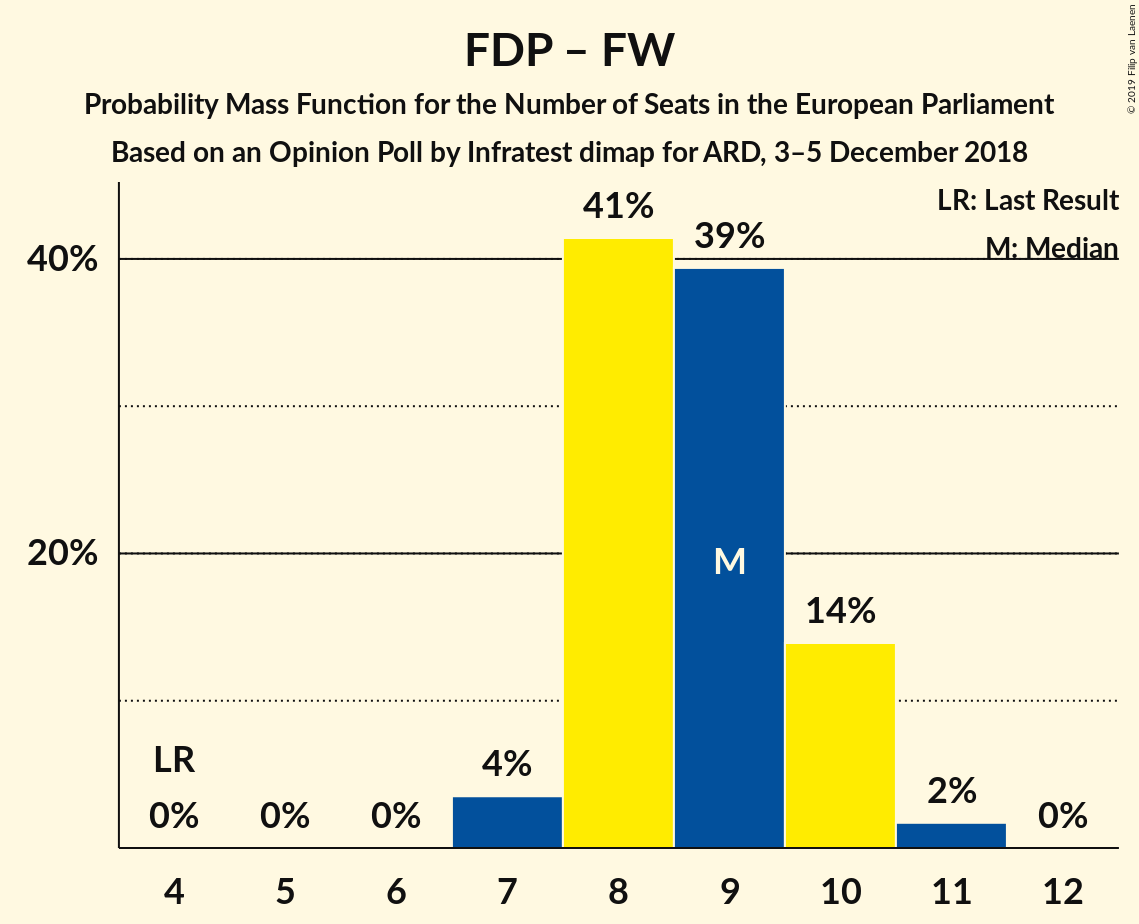 FDP – FW
Probability Mass Function for the Number of Seats in the European Parliament
Based on an Opinion Poll by Infratest dimap for ARD, 3–5 December 2018
© 2019 Filip van Laenen
LR: Last Result
M: Median
41%
39%
40%
20%
M
14%
LR
4%
2%
0%
0%
0%
0%
4 5 6 7 8 9 10 11 12